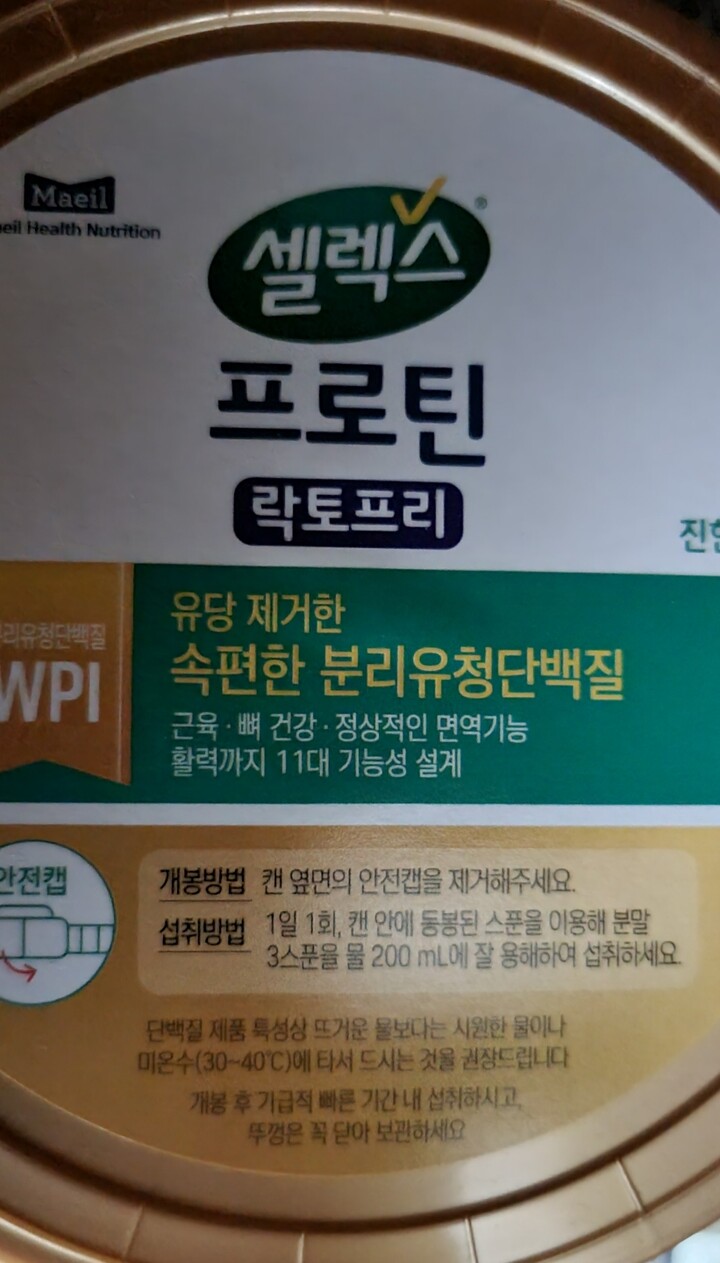 Maeil
eil Health Nutrition
셀렉스®
프로틴
락토프리
진한
유당 제거한
속편한 분리유청단백질
분리유청단백질
WPI
근육·뼈 건강·정상적인 면역기능
활력까지 11대 기능성 설계
안전캡
개봉방법 캔 옆면의 안전캡을 제거해주세요.
섭취방법 1일 1회, 캔 안에 동봉된 스푼을 이용해 분말
3스푼을 물 200 mL에 잘 용해하여 섭취하세요.
단백질 제품 특성상 뜨거운 물보다는 시원한 물이나
미온수(30~40℃)에 타서 드시는 것을 권장드립니다
개봉 후 가급적 빠른 기간 내 섭취하시고,
뚜껑은 꼭 닫아 보관하세요